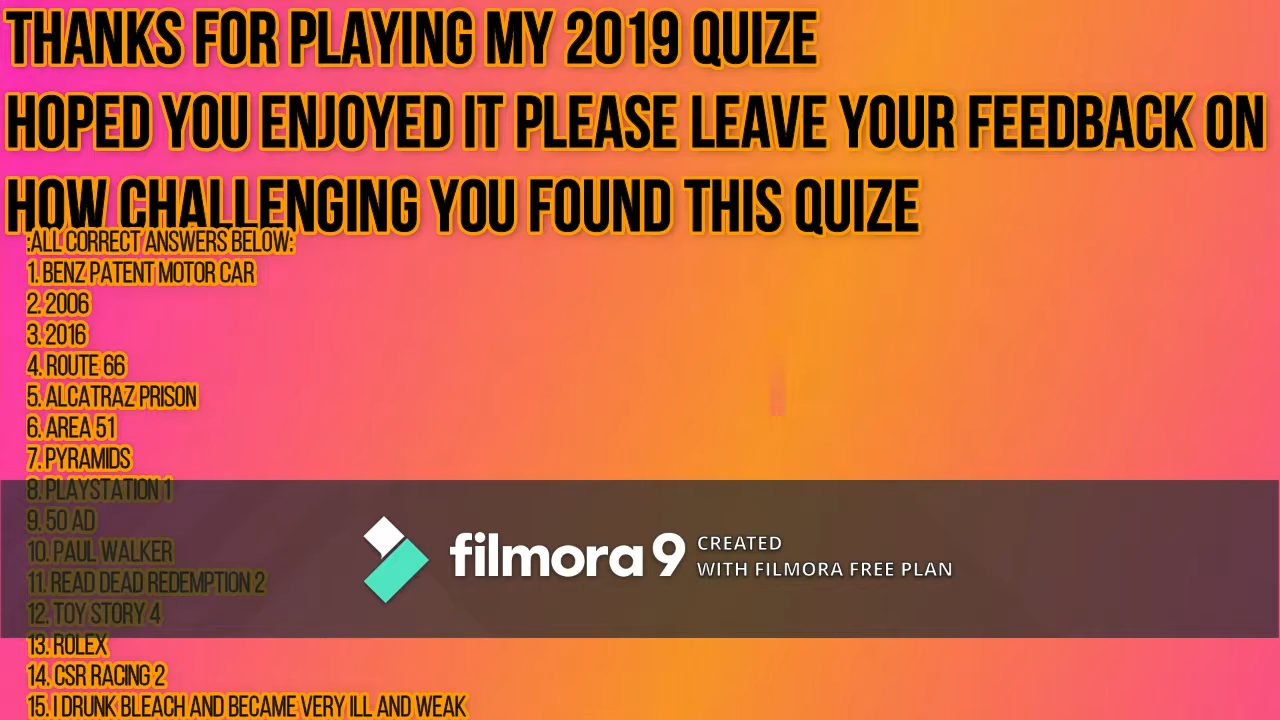 THANKS FOR PLAYING MY 2019 QUIZE
HOPED YOU ENJOYED IT PLEASE LEAVE YOUR FEEDBACK ON
HOW CHALLENGING YOU FOUND THIS QUIZE
:ALL CORRECT ANSWERS BELOW:
1. BENZ PATENT MOTOR CAR
2. 2006
3. 2016
4. ROUTE 66
5. ALCATRAZ PRISON
6. AREA 51
7. PYRAMIDS
8. PLAYSTATION 1
9. 50 AD
10. PAUL WALKER
11. READ DEAD REDEMPTION 2
12. TOY STORY 4
13. ROLEX
14. CSR RACING 2
15. I DRUNK BLEACH AND BECAME VERY ILL AND WEAK
filmora 9
CREATED
WITH FILMORA FREE PLAN